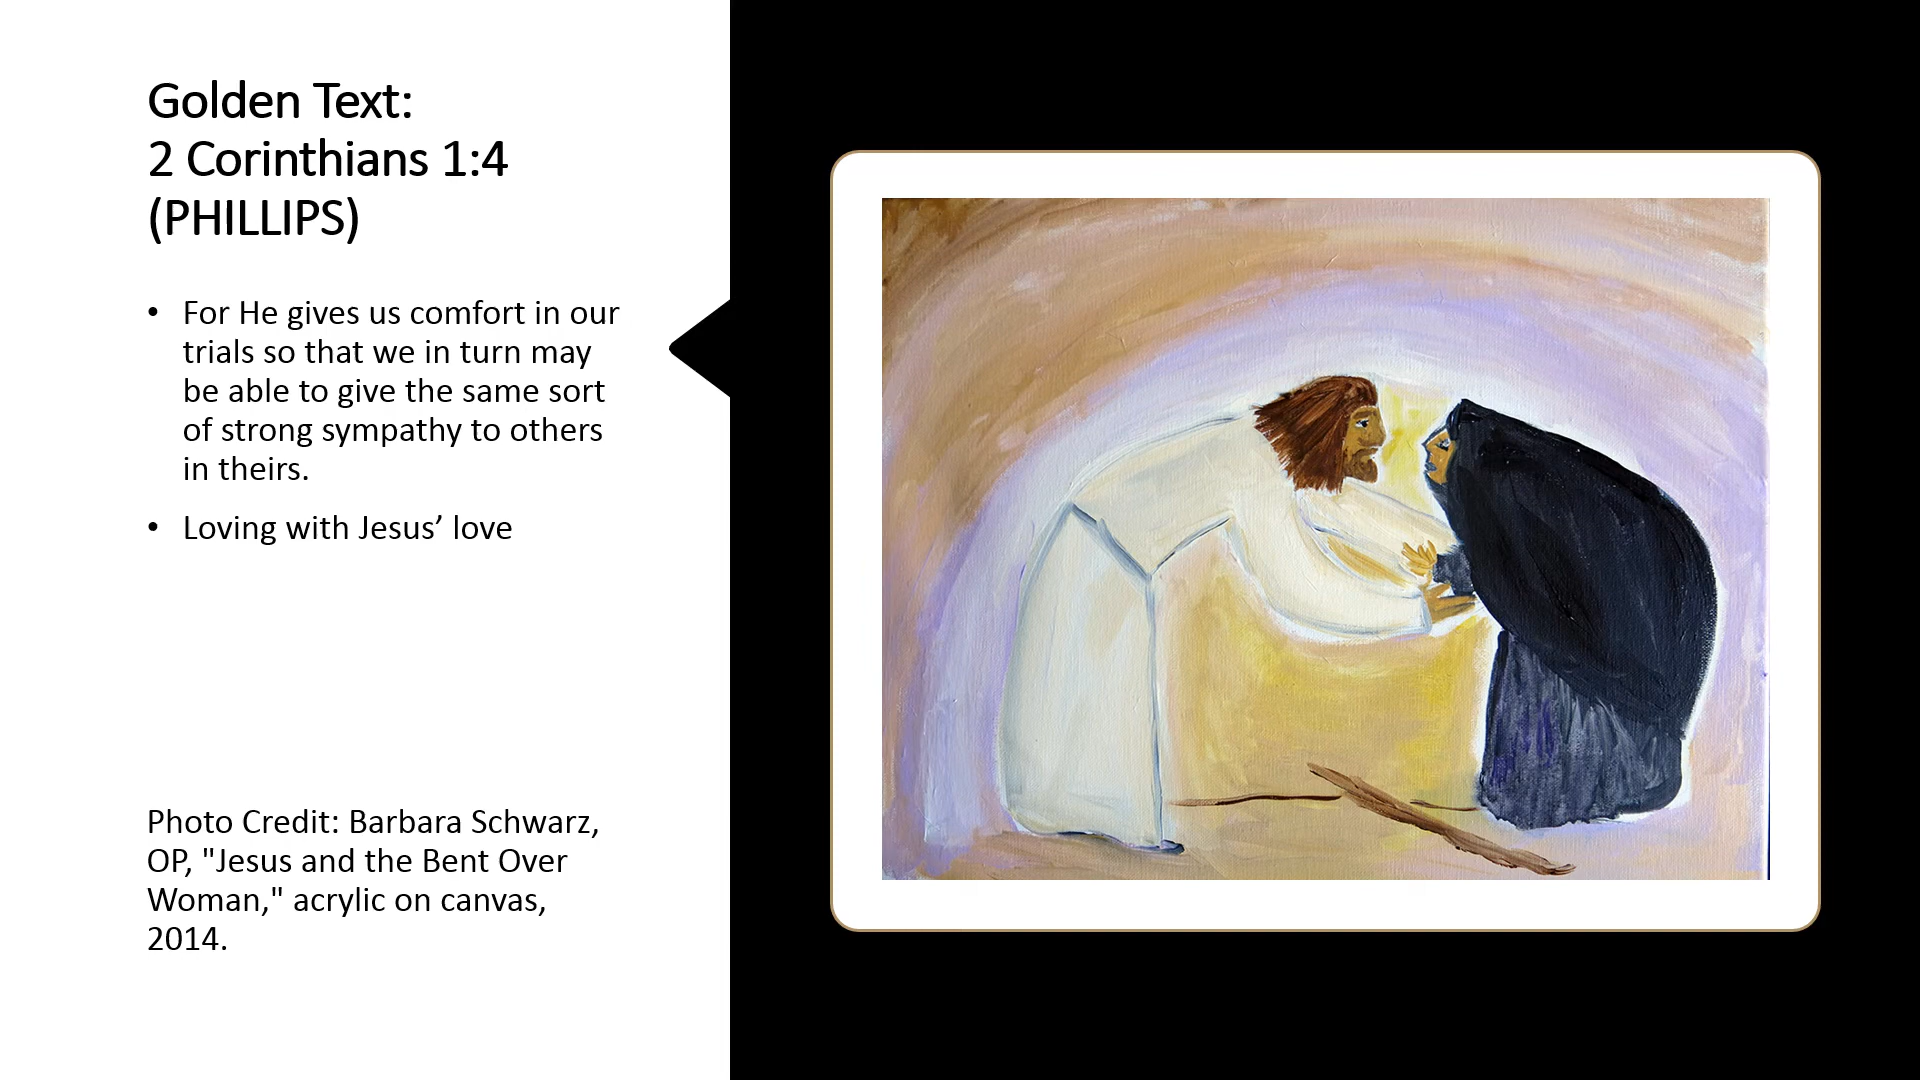 Golden Text:
2 Corinthians 1:4
(PHILLIPS)
• For He gives us comfort in our
trials so that we in turn may
be able to give the same sort
of strong sympathy to others
in theirs.
• Loving with Jesus’ love
Photo Credit: Barbara Schwarz,
OP, "Jesus and the Bent Over
Woman," acrylic on canvas,
2014.